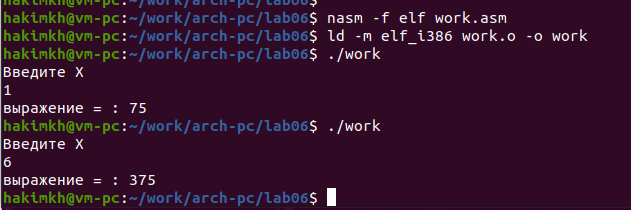 hakimkh@vm-pc:~/work/arch-pc/lab06$ nasm -f elf work.asm
hakimkh@vm-pc:~/work/arch-pc/lab06$ ld -m elf_i386 work.o -o work
hakimkh@vm-pc:~/work/arch-pc/lab06$ ./work
Введите X
1
выражение = : 75
hakimkh@vm-pc:~/work/arch-pc/lab06$ ./work
Введите X
6
выражение = : 375
hakimkh@vm-pc:~/work/arch-pc/lab06$